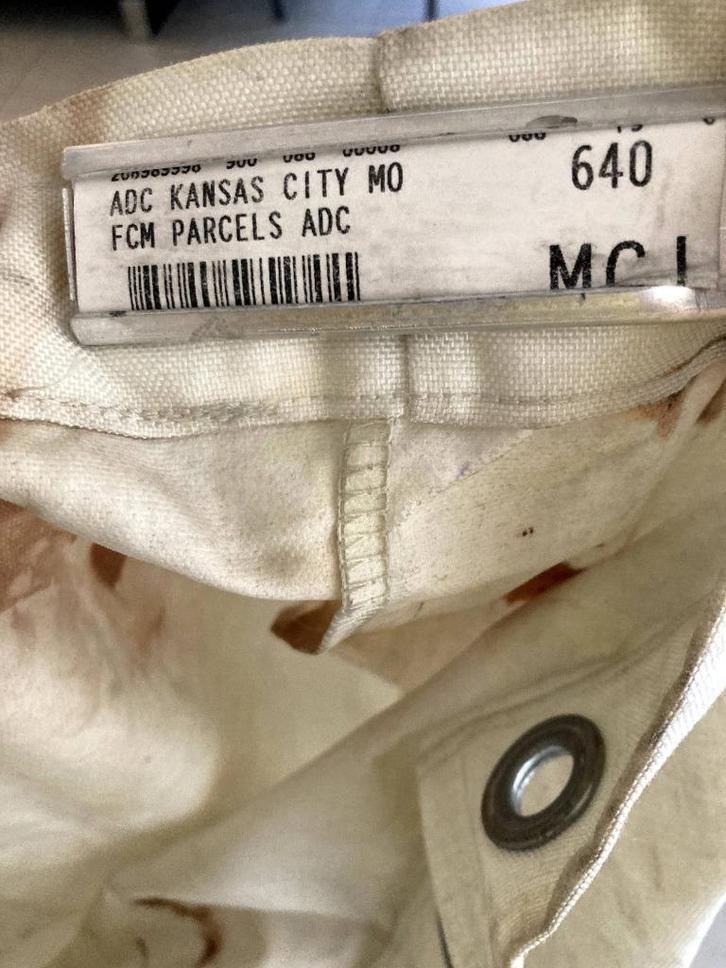 ADC KANSAS CITY MO 640
FCM PARCELS ADC
MCI